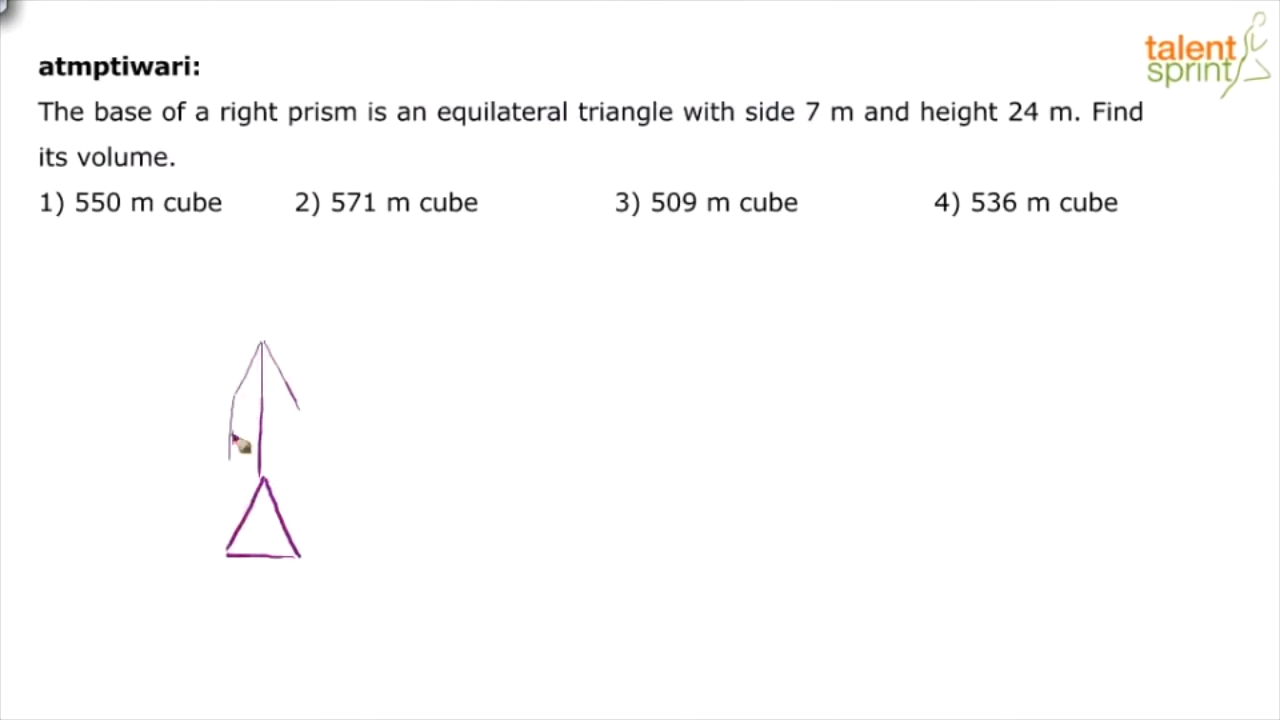 talent
sprint
atmptiwari:
The base of a right prism is an equilateral triangle with side 7 m and height 24 m. Find
its volume.
1) 550 m cube 2) 571 m cube 3) 509 m cube 4) 536 m cube